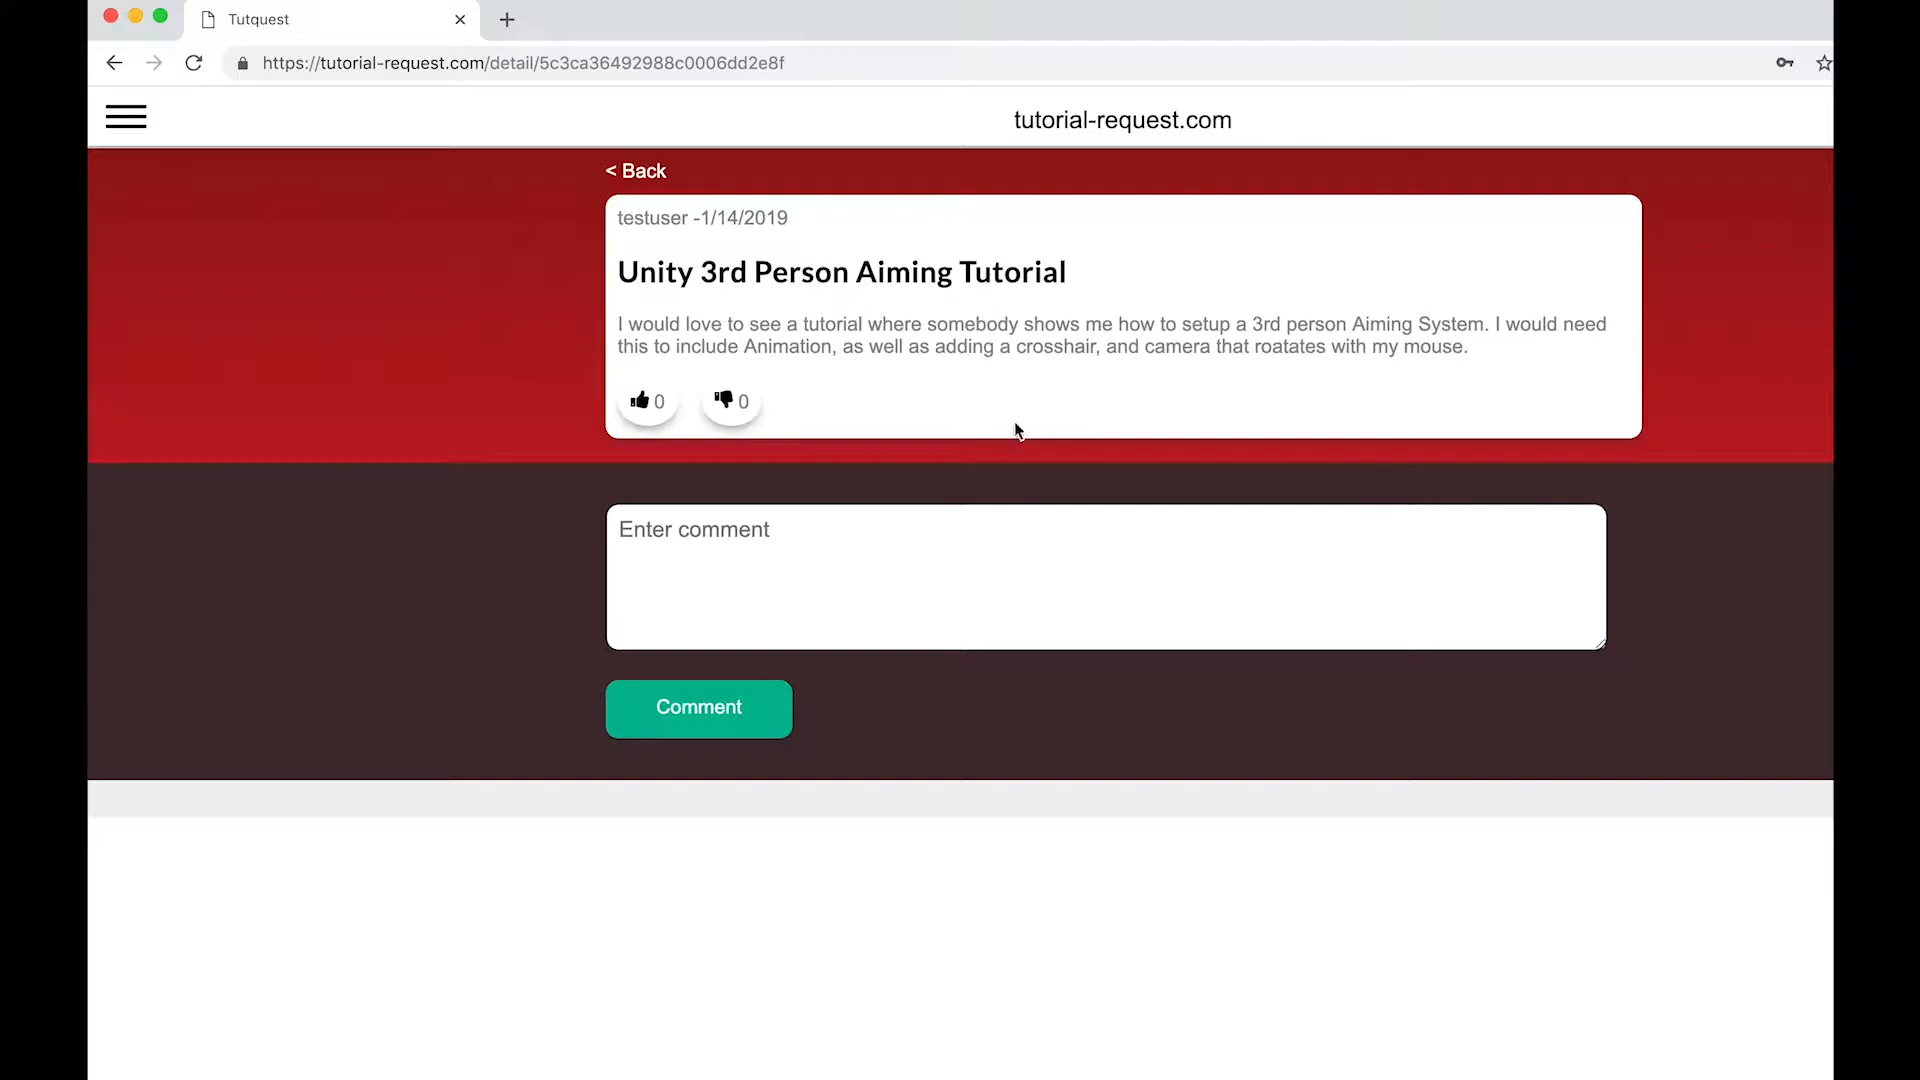 Tutquest
https://tutorial-request.com/detail/5c3ca36492988c0006dd2e8f
tutorial-request.com
< Back
testuser -1/14/2019
Unity 3rd Person Aiming Tutorial
I would love to see a tutorial where somebody shows me how to setup a 3rd person Aiming System. I would need
this to include Animation, as well as adding a crosshair, and camera that roatates with my mouse.
0 0
Enter comment
Comment